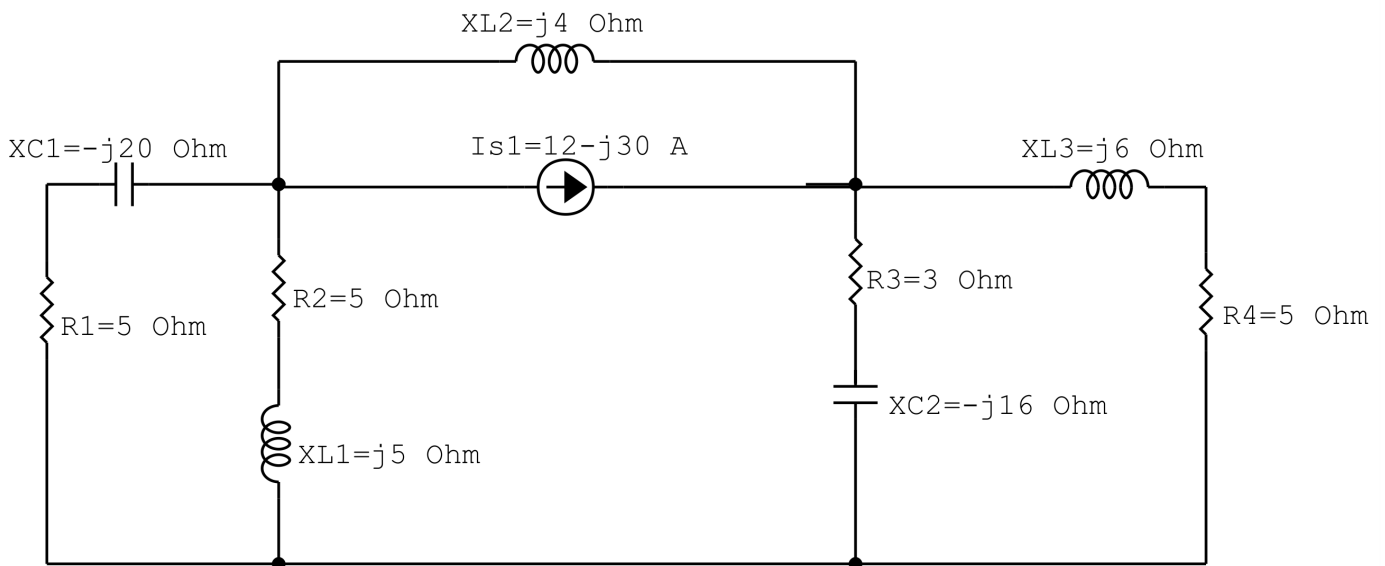 XL2=j4 Ohm
XC1=-j20 Ohm
Is1=12-j30 A
XL3=j6 Ohm
R1=5 Ohm
R2=5 Ohm
R3=3 Ohm
R4=5 Ohm
XL1=j5 Ohm
XC2=-j16 Ohm